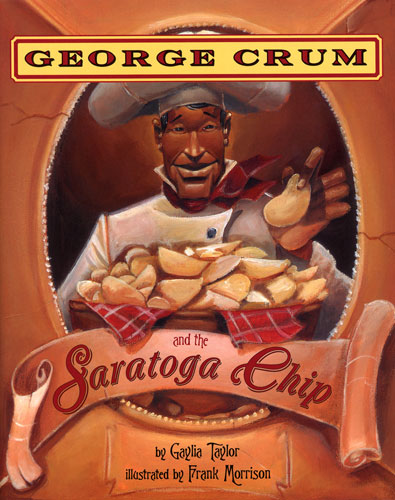 GEORGE CRUM
and the
Saratoga Chip
by Gaylia Taylor
illustrated by Frank Morrison